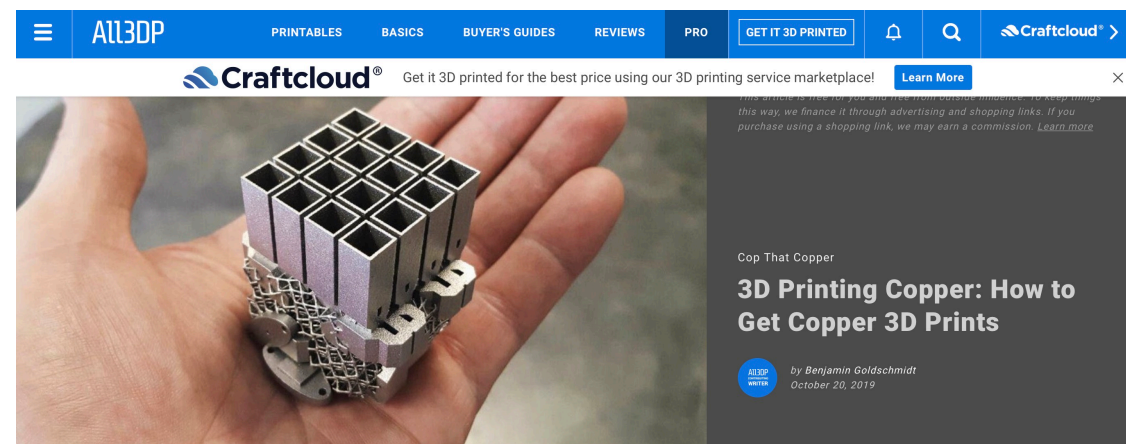 All3DP
PRINTABLES
BASICS
BUYER'S GUIDES
REVIEWS
PRO
GET IT 3D PRINTED
Craftcloud®
Craftcloud® Get it 3D printed for the best price using our 3D printing service marketplace! Learn More
This article is free for you and free from outside influence. To keep things
this way, we finance it through advertising and shopping links. If you
purchase using a shopping link, we may earn a commission. Learn more
Cop That Copper
3D Printing Copper: How to
Get Copper 3D Prints
All3DP
WRITER
by Benjamin Goldschmidt
October 20, 2019